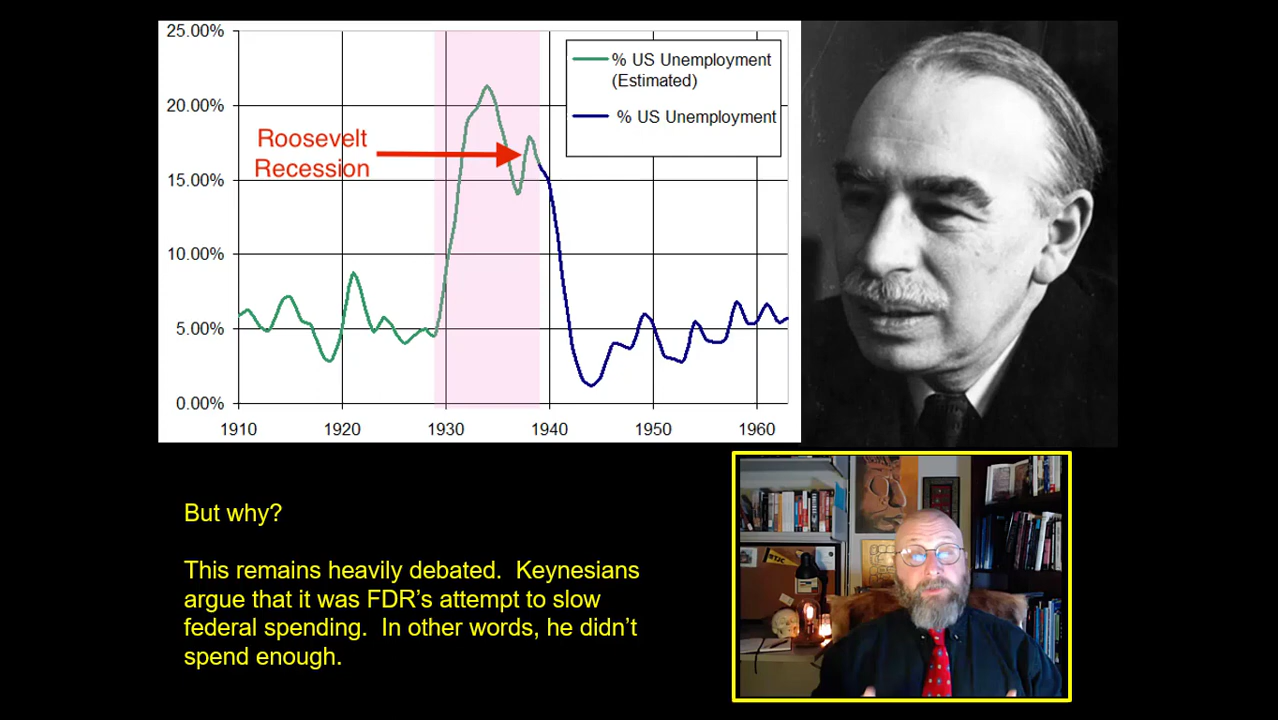 25.00%
20.00%
15.00%
10.00%
5.00%
0.00%
1910 1920 1930 1940 1950 1960
% US Unemployment
(Estimated)
% US Unemployment
Roosevelt
Recession
But why?
This remains heavily debated.  Keynesians
argue that it was FDR's attempt to slow
federal spending.  In other words, he didn't
spend enough.